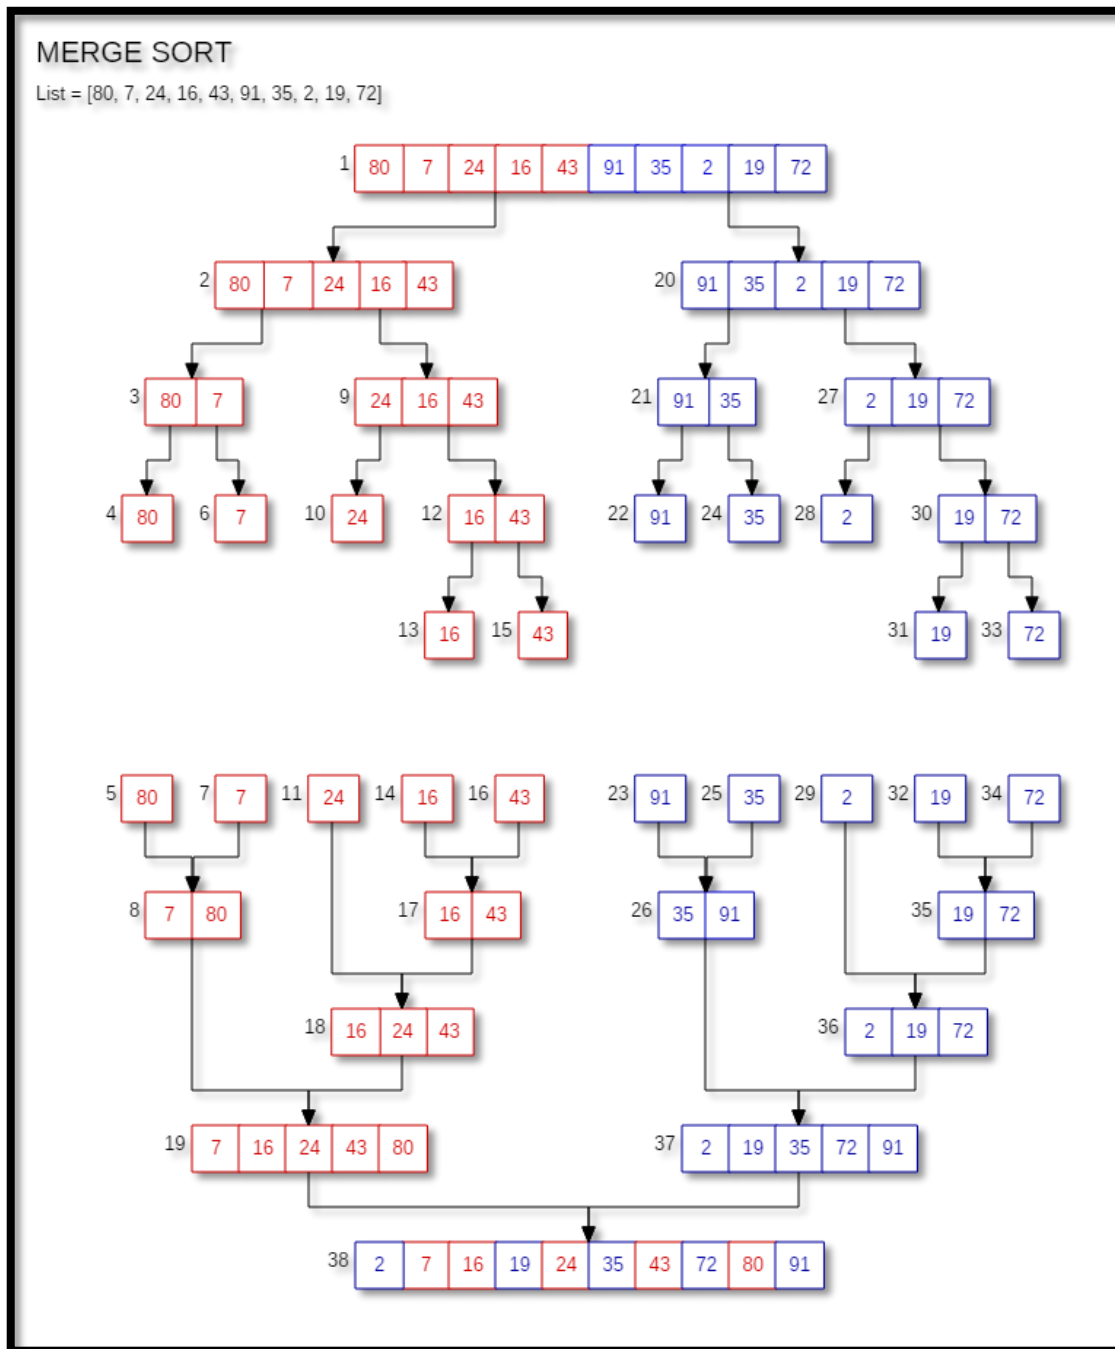 MERGE SORT
List = [80, 7, 24, 16, 43, 91, 35, 2, 19, 72]
1 80 7 24 16 43 91 35 2 19 72
2 80 7 24 16 43 20 91 35 2 19 72
3 80 7 9 24 16 43 21 91 35 27 2 19 72
4 80 6 7 10 24 12 16 43 22 91 24 35 28 2 30 19 72
13 16 15 43 31 19 33 72
5 80 7 7 11 24 14 16 16 43 23 91 25 35 29 2 32 19 34 72
8 7 80 17 16 43 26 35 91 35 19 72
18 16 24 43 36 2 19 72
19 7 16 24 43 80 37 2 19 35 72 91
38 2 7 16 19 24 35 43 72 80 91